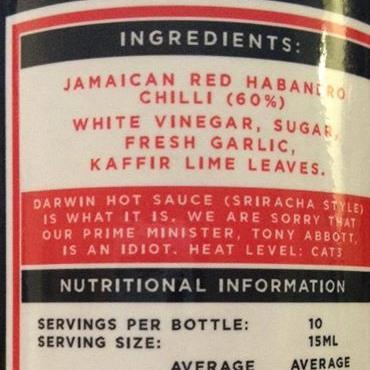 INGREDIENTS:
JAMAICAN RED HABANERO
CHILLI (60%)
WHITE VINEGAR, SUGAR,
FRESH GARLIC,
KAFFIR LIME LEAVES.
DARWIN HOT SAUCE (SRIRACHA STYLE)
IS WHAT IT IS. WE ARE SORRY THAT
OUR PRIME MINISTER, TONY ABBOTT,
IS AN IDIOT. HEAT LEVEL: CAT3
NUTRITIONAL INFORMATION
SERVINGS PER BOTTLE: 10
SERVING SIZE: 15ML
AVERAGE AVERAGE